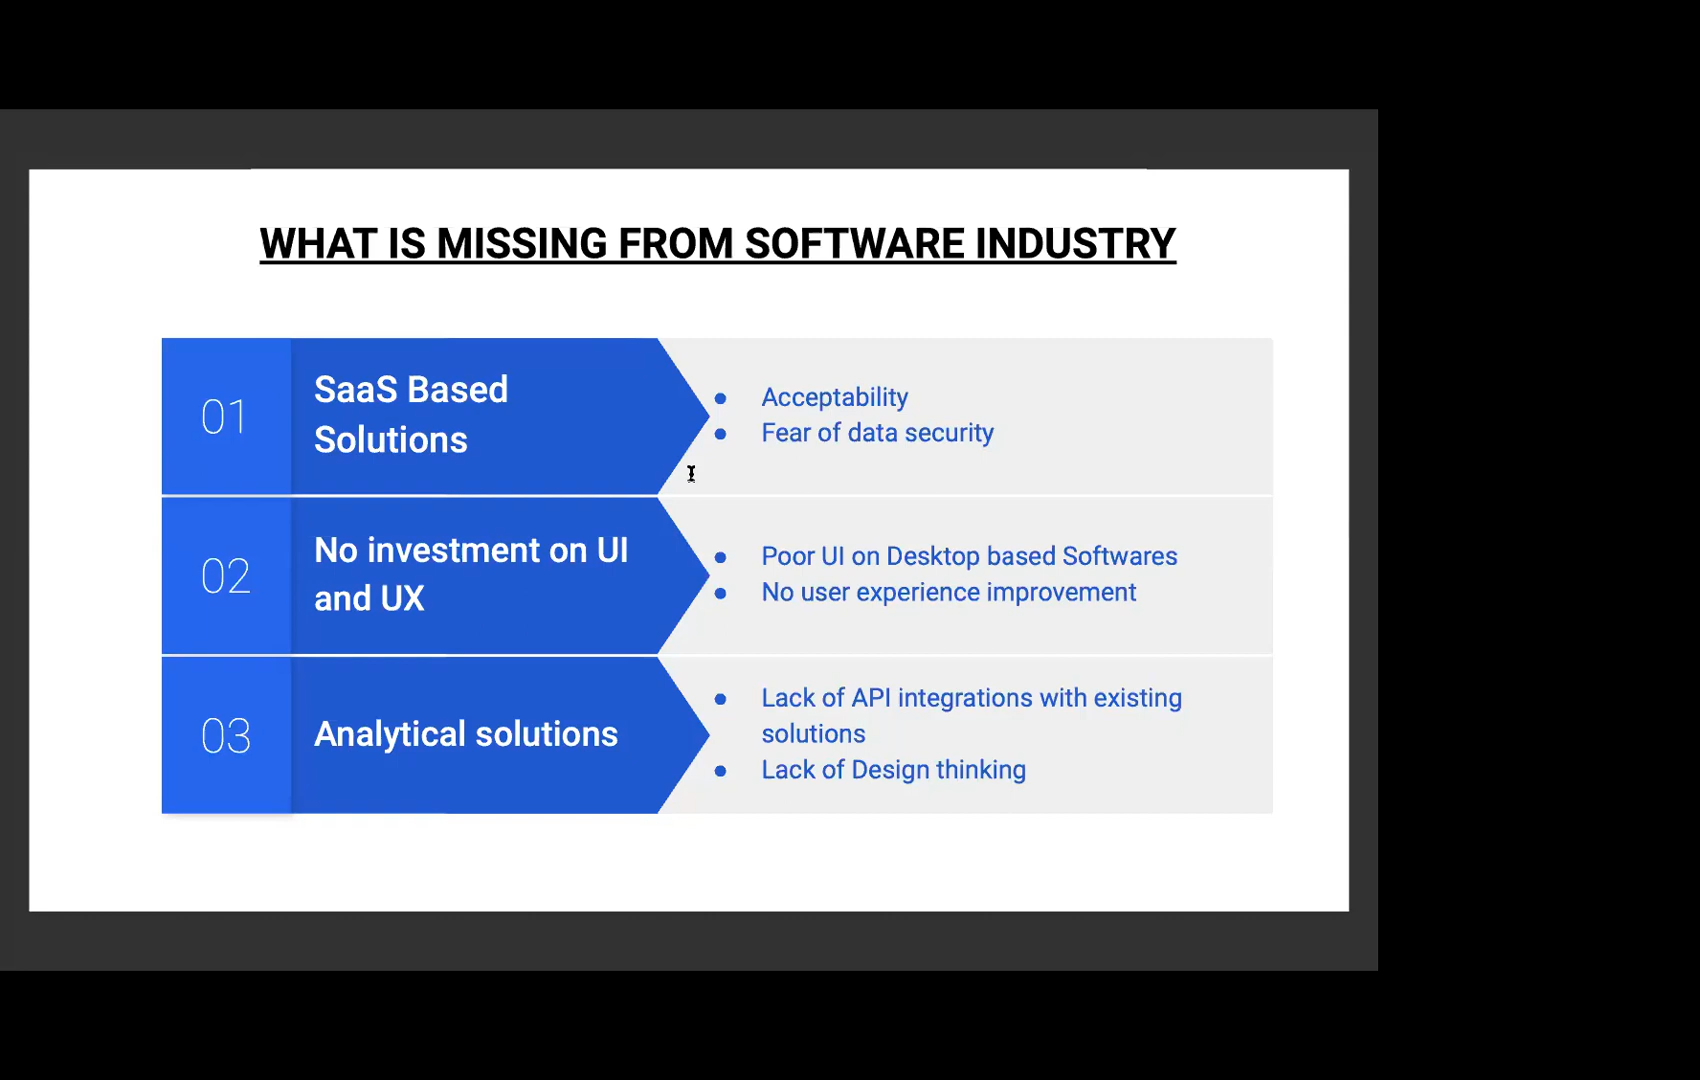 WHAT IS MISSING FROM SOFTWARE INDUSTRY
01
SaaS Based
Solutions
● Acceptability
● Fear of data security
02
No investment on UI
and UX
● Poor UI on Desktop based Softwares
● No user experience improvement
03
Analytical solutions
● Lack of API integrations with existing
solutions
● Lack of Design thinking